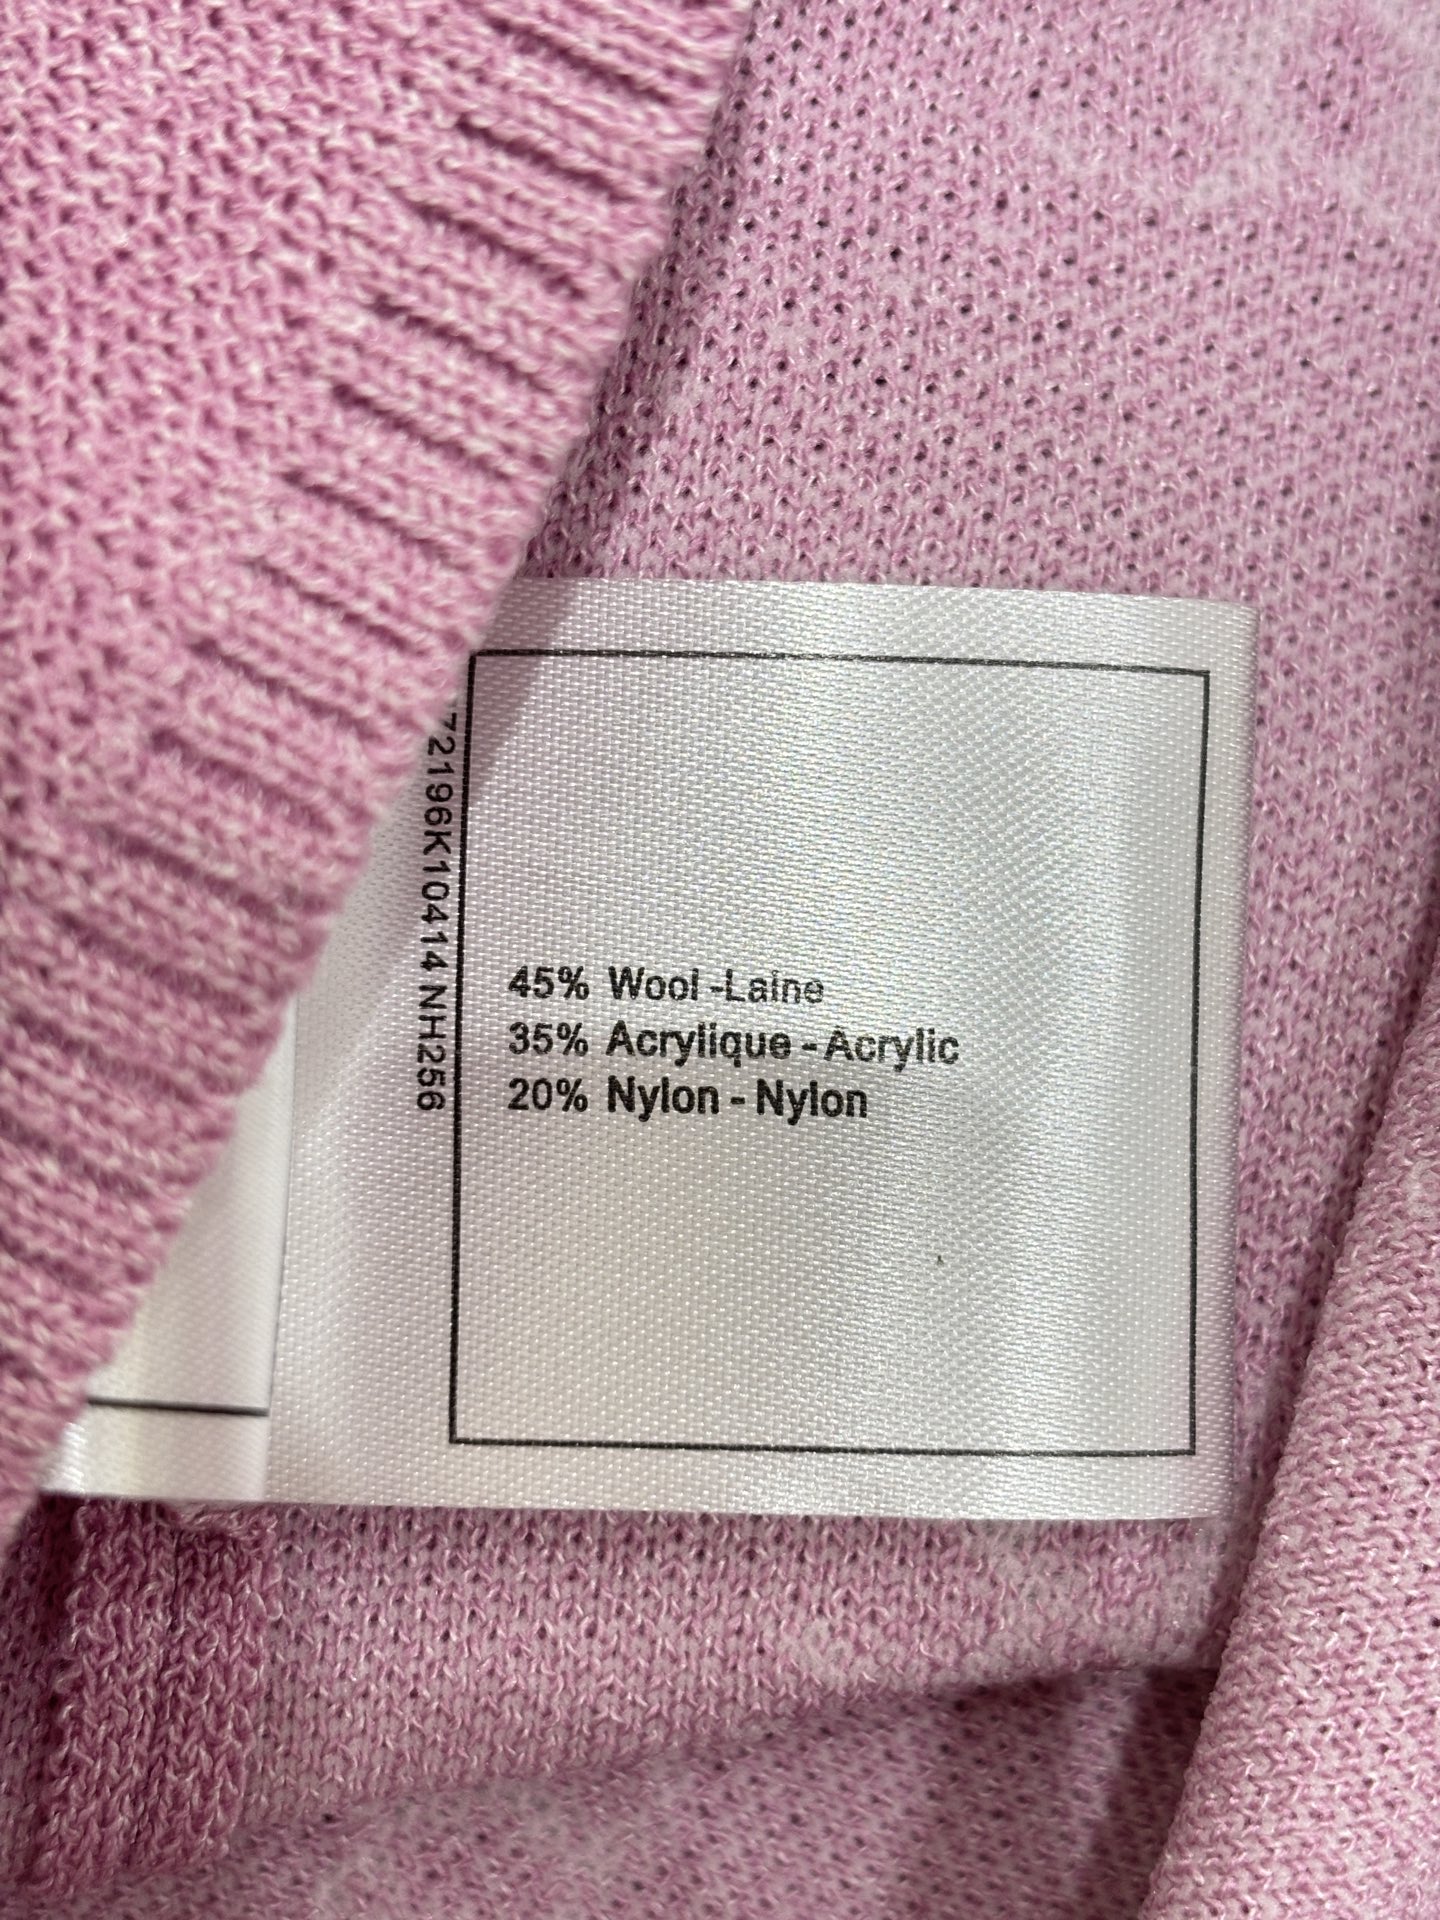 72196K10414 NH256
45% Wool -Laine
35% Acrylique - Acrylic
20% Nylon - Nylon